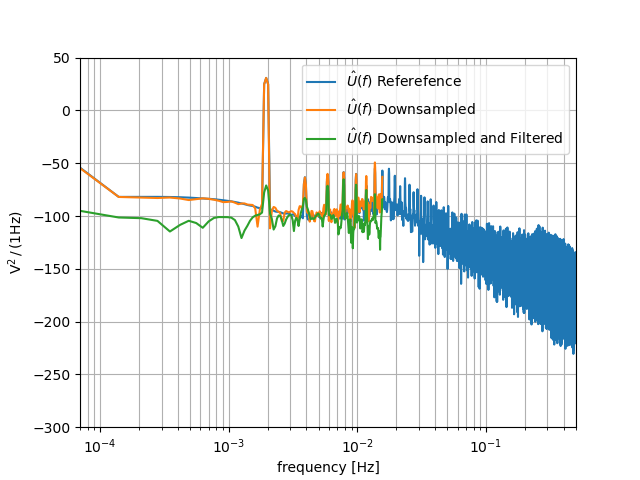 50
0
−50
−100
−150
−200
−250
−300
V² / (1Hz)
10⁻⁴
10⁻³
10⁻²
10⁻¹
frequency [Hz]
Û(f) Referefence
Û(f) Downsampled
Û(f) Downsampled and Filtered